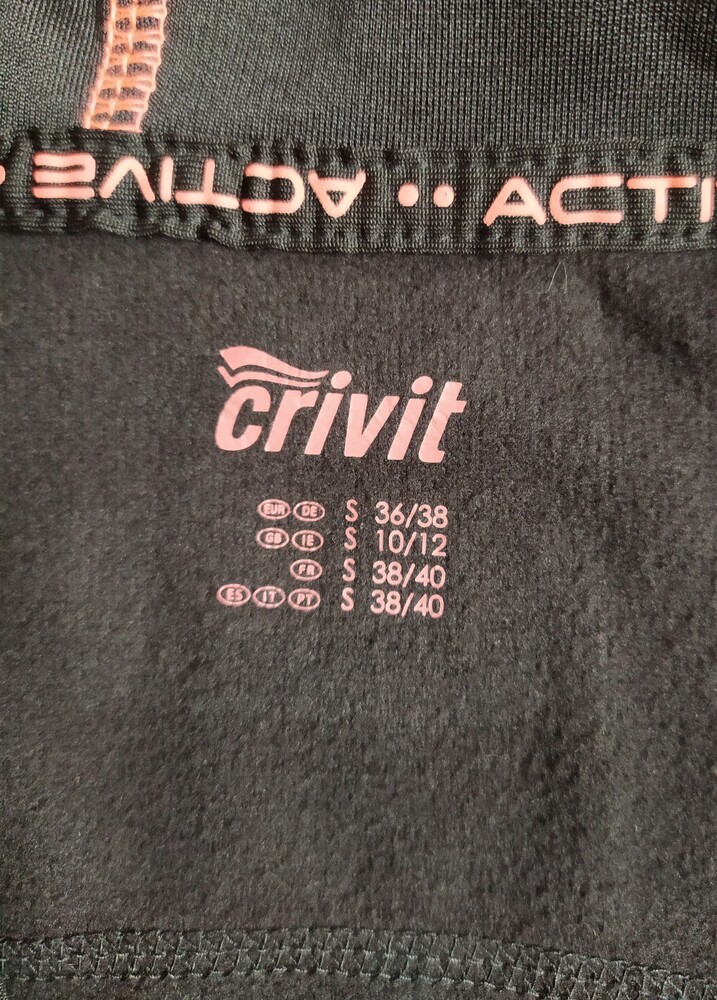 ACTIVE •• ACTI
crivit
EUR DE S 36/38
GB IE S 10/12
FR S 38/40
ES IT PT S 38/40